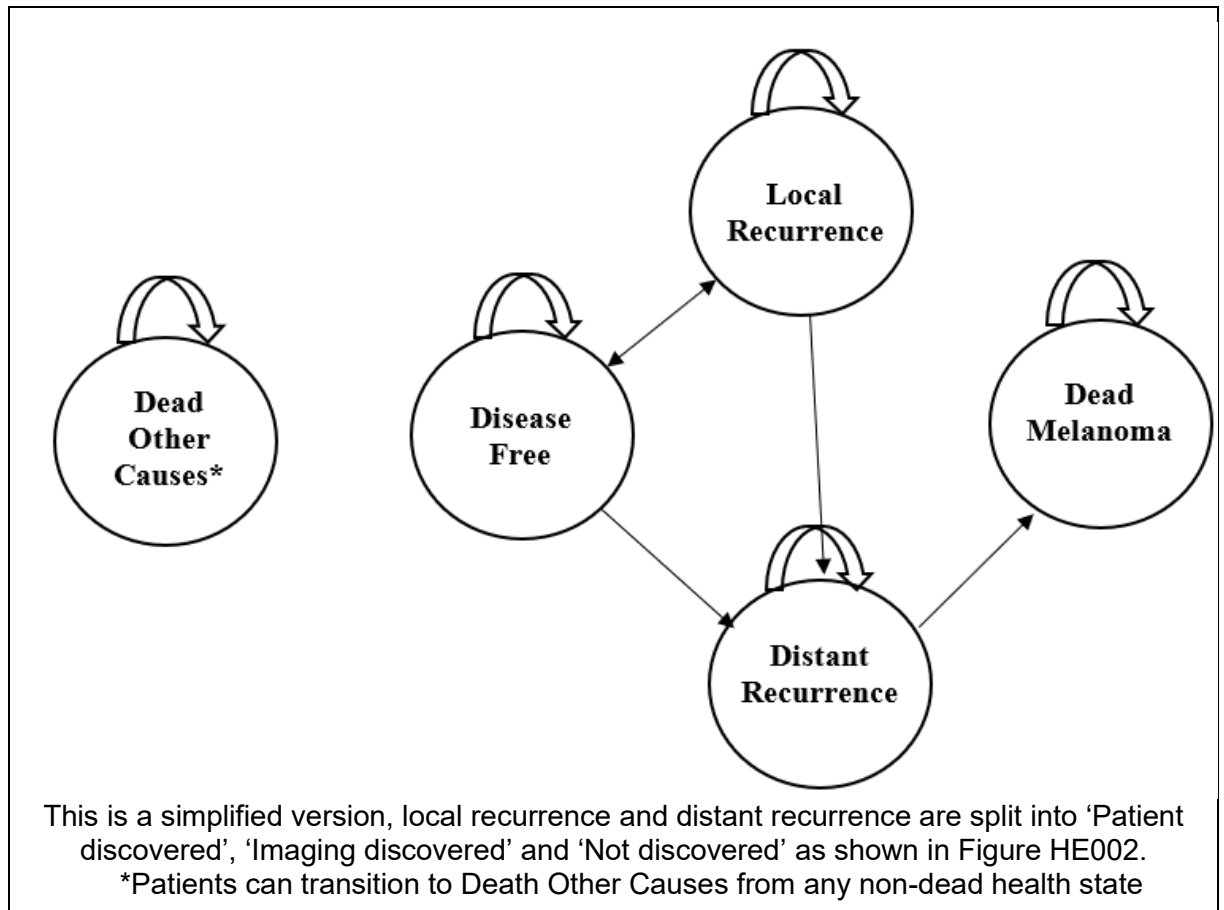 Local
Recurrence
Dead
Other
Causes*
Disease
Free
Dead
Melanoma
Distant
Recurrence
This is a simplified version, local recurrence and distant recurrence are split into ‘Patient
discovered’, ‘Imaging discovered’ and ‘Not discovered’ as shown in Figure HE002.
*Patients can transition to Death Other Causes from any non-dead health state